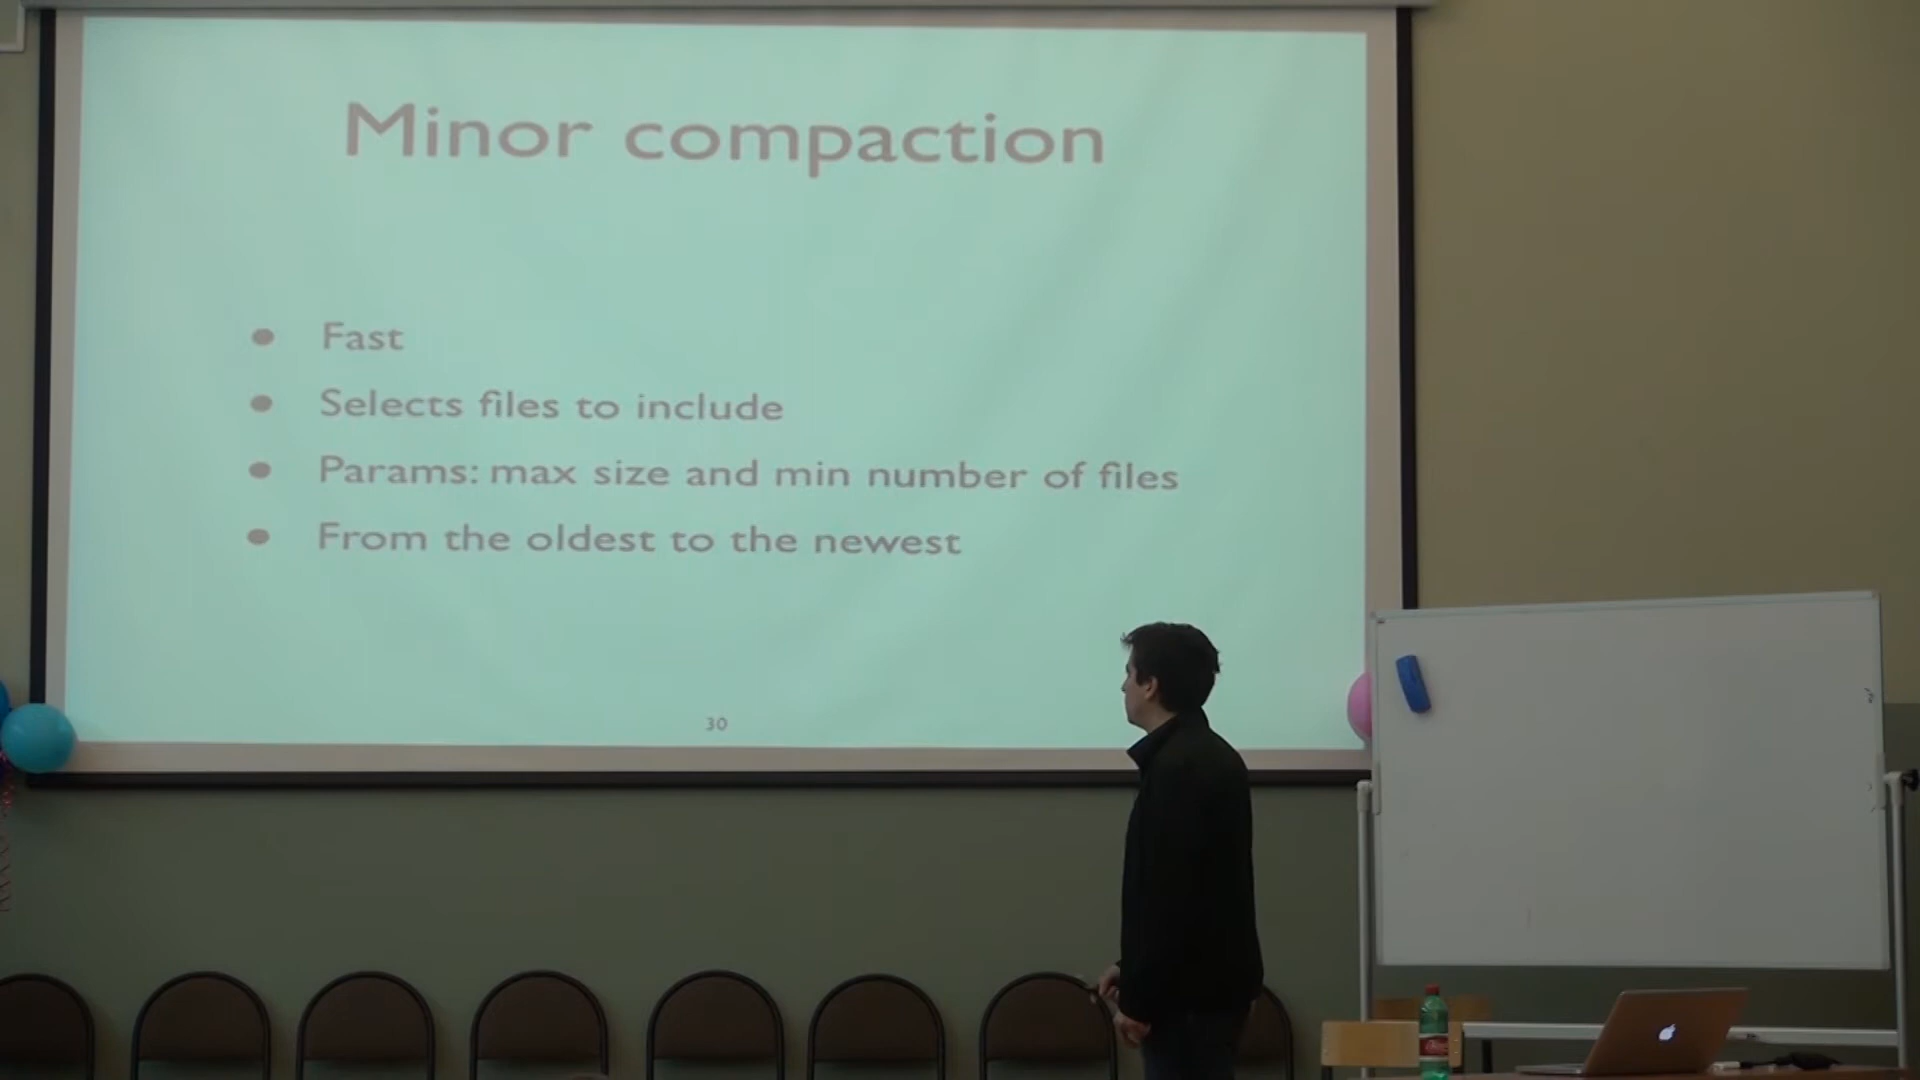 Minor compaction
● Fast
● Selects files to include
● Params: max size and min number of files
● From the oldest to the newest
30